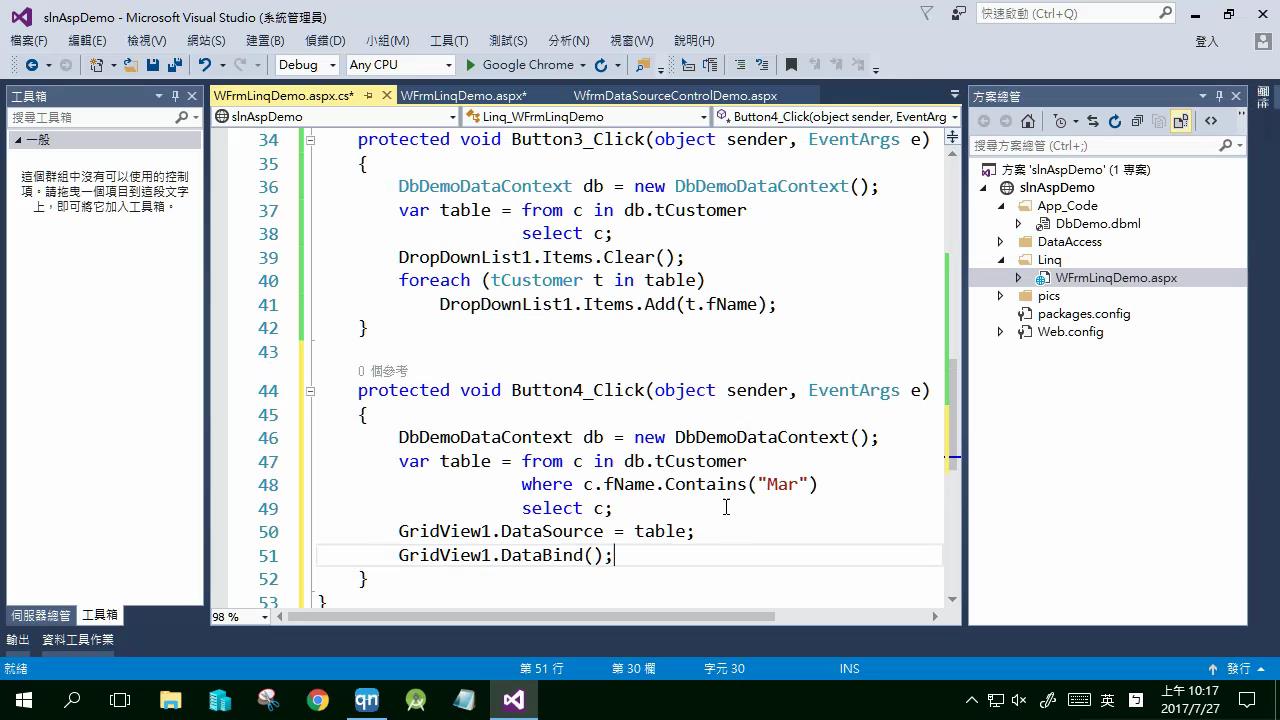 slnAspDemo - Microsoft Visual Studio (系統管理員)
快速啟動 (Ctrl+Q)
檔案(F) 編輯(E) 檢視(V) 網站(S) 建置(B) 偵錯(D) 小組(M) 工具(T) 測試(S) 分析(N) 視窗(W) 說明(H)
登入
Debug Any CPU Google Chrome
工具箱
搜尋工具箱
一般
這個群組中沒有可以使用的控制
項。請拖曳一個項目到這段文字
上，即可將它加入工具箱。
伺服器總管 工具箱
WFrmLinqDemo.aspx.cs* WFrmLinqDemo.aspx* WfrmDataSourceControlDemo.aspx
slnAspDemo Linq_WFrmLinqDemo Button4_Click(object sender, EventArg
34 protected void Button3_Click(object sender, EventArgs e)
35 {
36 DbDemoDataContext db = new DbDemoDataContext();
37 var table = from c in db.tCustomer
38 select c;
39 DropDownList1.Items.Clear();
40 foreach (tCustomer t in table)
41 DropDownList1.Items.Add(t.fName);
42 }
43
0 個參考
44 protected void Button4_Click(object sender, EventArgs e)
45 {
46 DbDemoDataContext db = new DbDemoDataContext();
47 var table = from c in db.tCustomer
48 where c.fName.Contains("Mar")
49 select c;
50 GridView1.DataSource = table;
51 GridView1.DataBind();
52 }
53 }
98 %
方案總管
搜尋方案總管 (Ctrl+;)
方案 'slnAspDemo' (1 專案)
slnAspDemo
App_Code
DbDemo.dbml
DataAccess
Linq
WFrmLinqDemo.aspx
pics
packages.config
Web.config
輸出 資料工具作業
就緒 第 51 行 第 30 欄 字元 30 INS 發行
qn
英
上午 10:17
2017/7/27